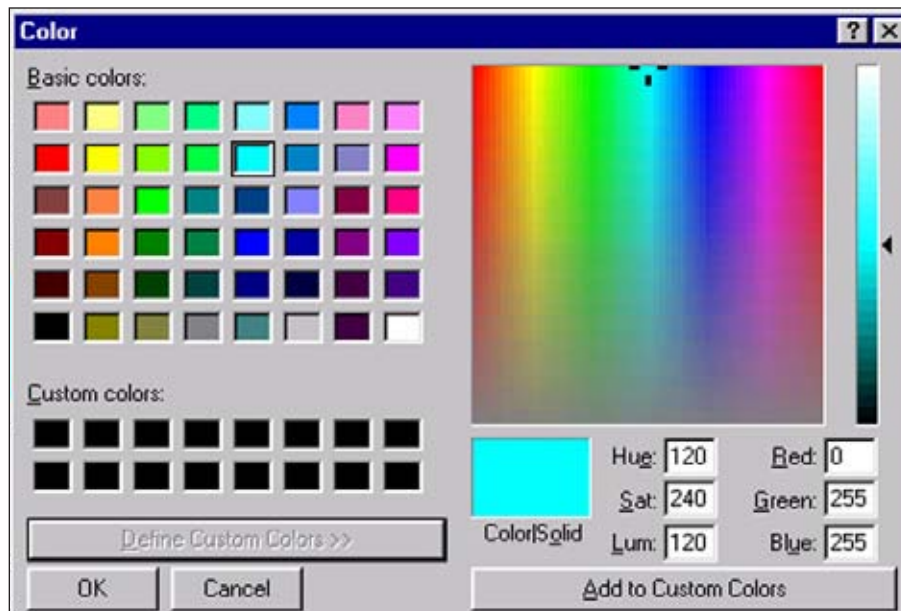 Color
Basic colors:
Custom colors:
Define Custom Colors >>
OK Cancel
Color|Solid
Hue: 120
Sat: 240
Lum: 120
Red: 0
Green: 255
Blue: 255
Add to Custom Colors